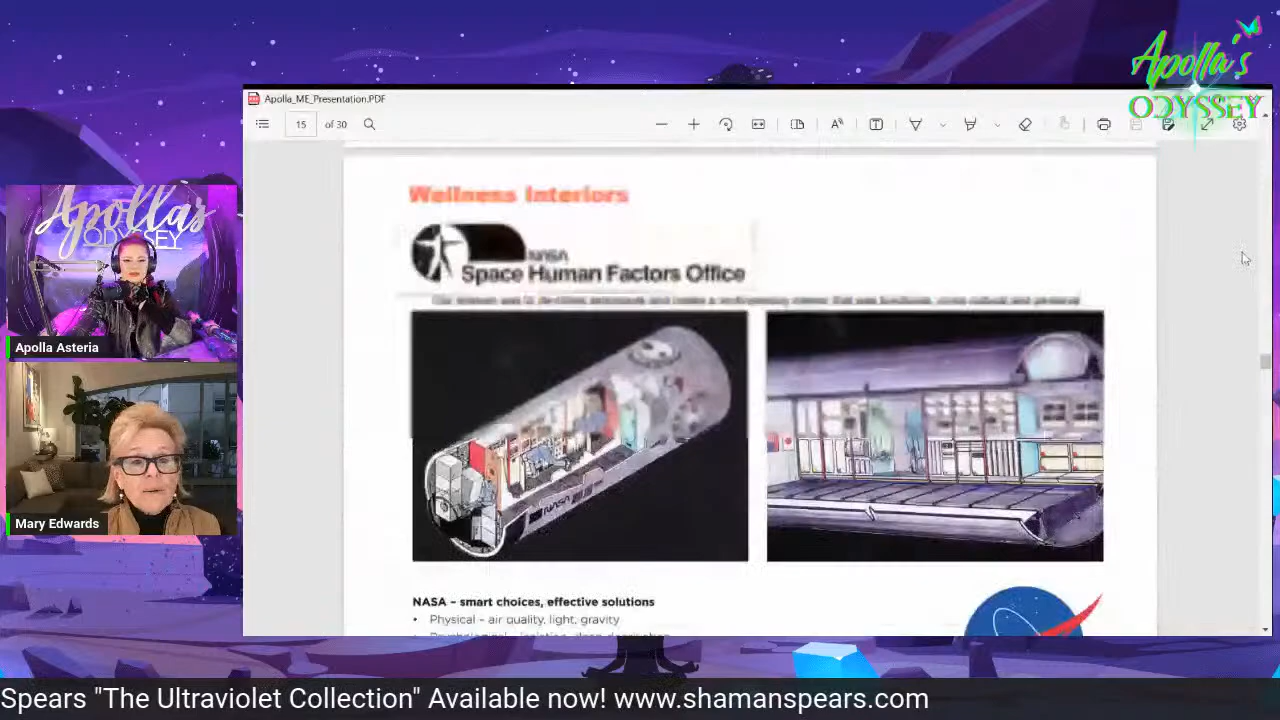 Apolla's
ODYSSEY
Apolla_ME_Presentation.PDF
15 of 30
Wellness Interiors
NASA
Space Human Factors Office
NASA
NASA – smart choices, effective solutions
• Physical – air quality, light, gravity
Apollas
ODYSSEY
Apolla Asteria
Mary Edwards
Spears "The Ultraviolet Collection" Available now! www.shamanspears.com